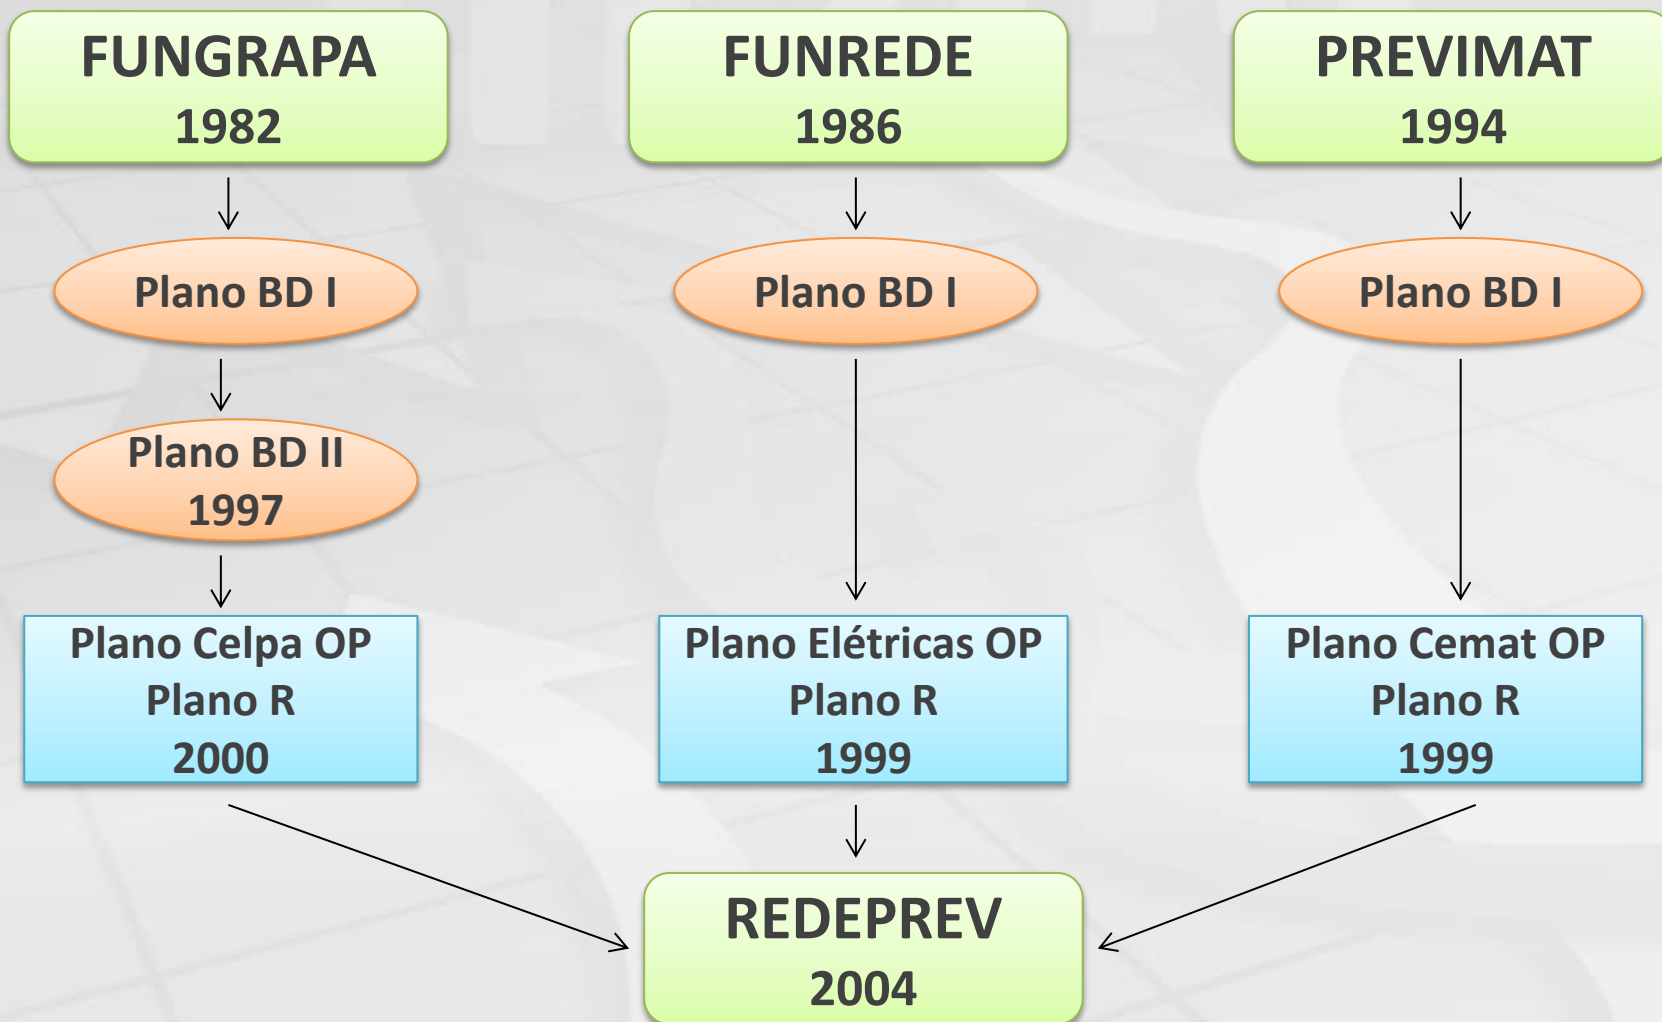 FUNGRAPA
1982
FUNREDE
1986
PREVIMAT
1994
Plano BD I
Plano BD I
Plano BD I
Plano BD II
1997
Plano Celpa OP
Plano R
2000
Plano Elétricas OP
Plano R
1999
Plano Cemat OP
Plano R
1999
REDEPREV
2004